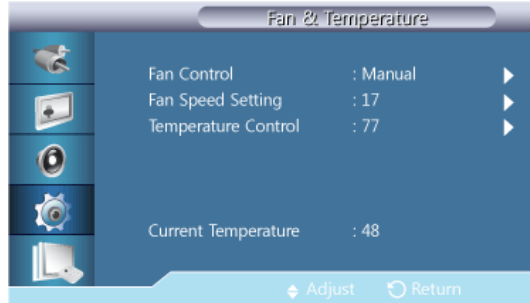 Fan & Temperature
Fan Control : Manual
Fan Speed Setting : 17
Temperature Control : 77
Current Temperature : 48
Adjust Return